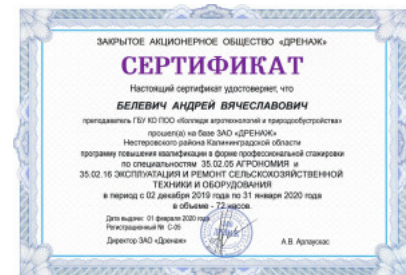 ЗАКРЫТОЕ АКЦИОНЕРНОЕ ОБЩЕСТВО «ДРЕНАЖ»
СЕРТИФИКАТ
Настоящий сертификат удостоверяет, что
БЕЛЕВИЧ АНДРЕЙ ВЯЧЕСЛАВОВИЧ
преподаватель ГБУ КО ПОО «Колледж агротехнологий и природообустройства»
прошел(а) на базе ЗАО «ДРЕНАЖ»
Нестеровского района Калининградской области
программу повышения квалификации в форме профессиональной стажировки
по специальностям 35.02.05 АГРОНОМИЯ и
35.02.16 ЭКСПЛУАТАЦИЯ И РЕМОНТ СЕЛЬСКОХОЗЯЙСТВЕННОЙ
ТЕХНИКИ И ОБОРУДОВАНИЯ
в период с 02 декабря 2019 года по 31 января 2020 года
в объеме - 72 часов.
Дата выдачи: 01 февраля 2020 года
Регистрационный № С-05
Директор ЗАО «Дренаж» А.В. Арлаускас